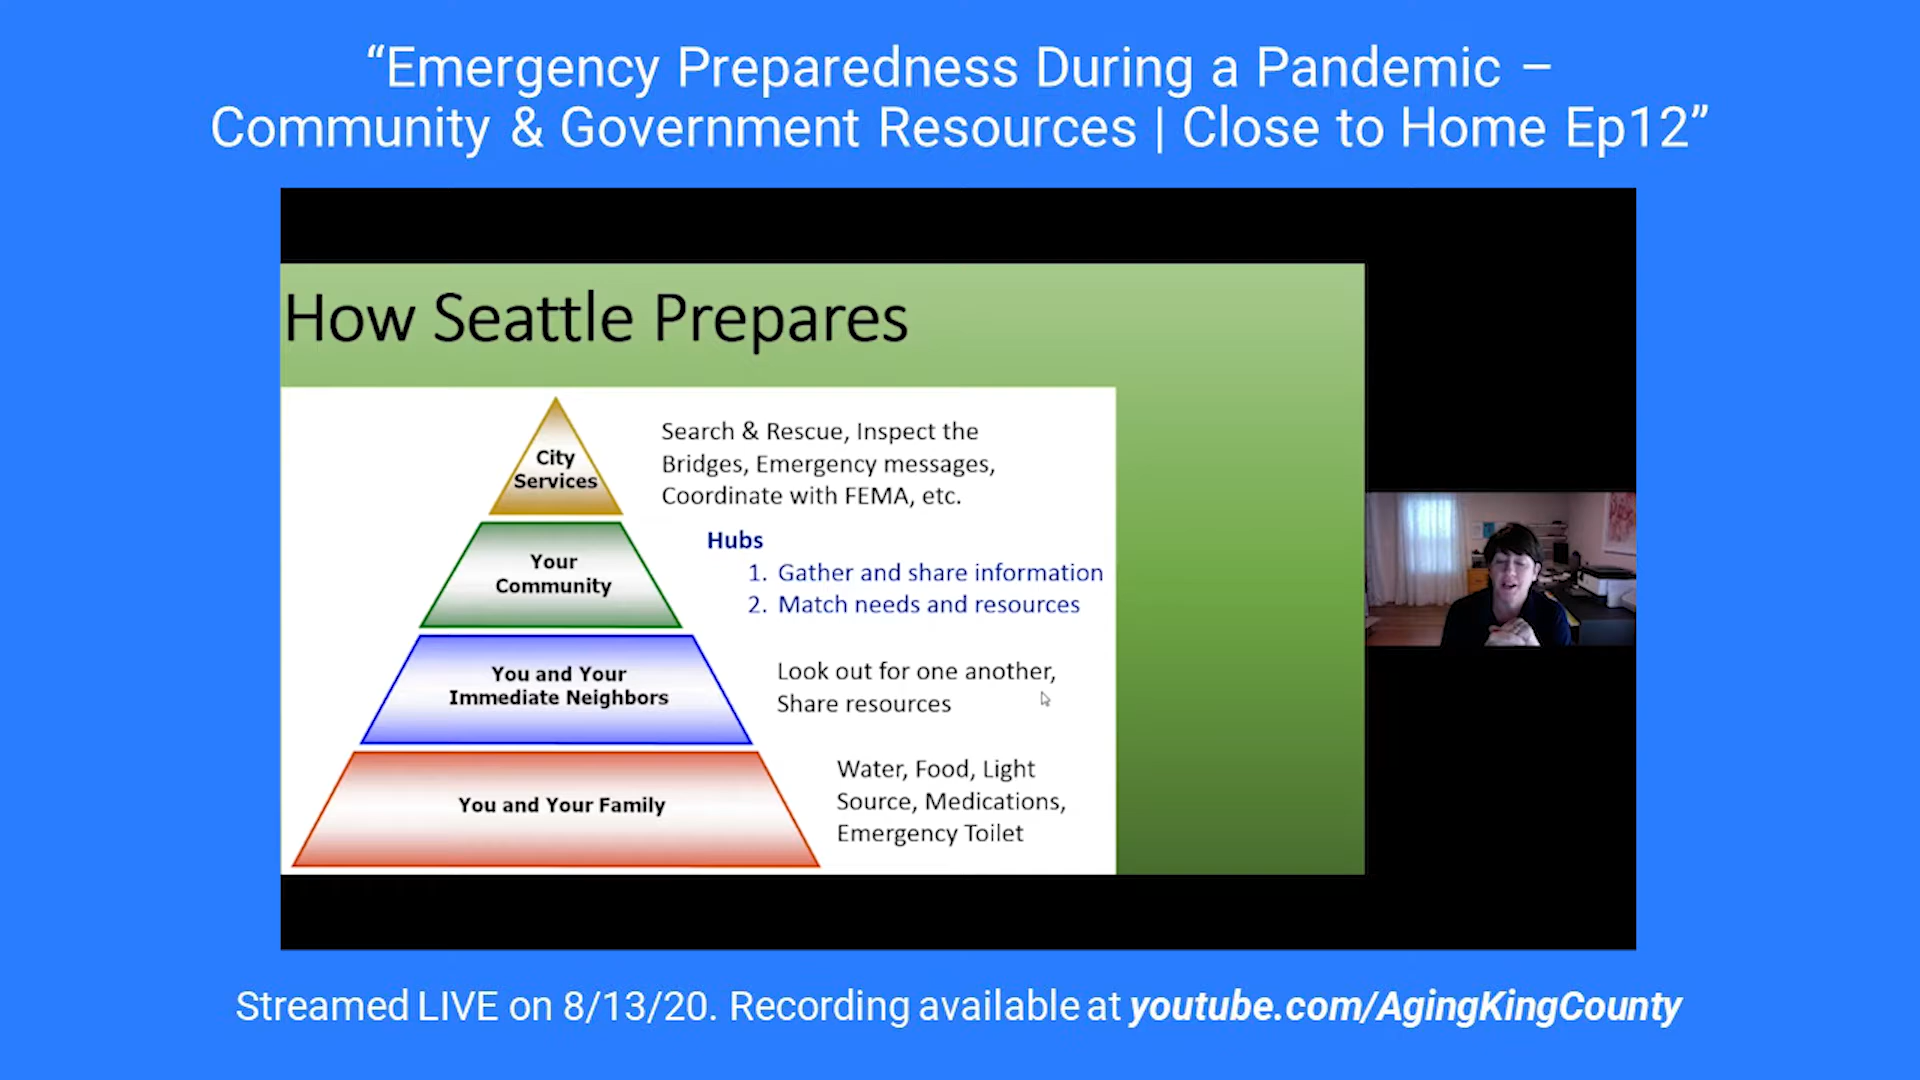 “Emergency Preparedness During a Pandemic –
Community & Government Resources | Close to Home Ep12”
How Seattle Prepares
City
Services
Search & Rescue, Inspect the
Bridges, Emergency messages,
Coordinate with FEMA, etc.
Your
Community
Hubs
1. Gather and share information
2. Match needs and resources
You and Your
Immediate Neighbors
Look out for one another,
Share resources
You and Your Family
Water, Food, Light
Source, Medications,
Emergency Toilet
Streamed LIVE on 8/13/20. Recording available at youtube.com/AgingKingCounty